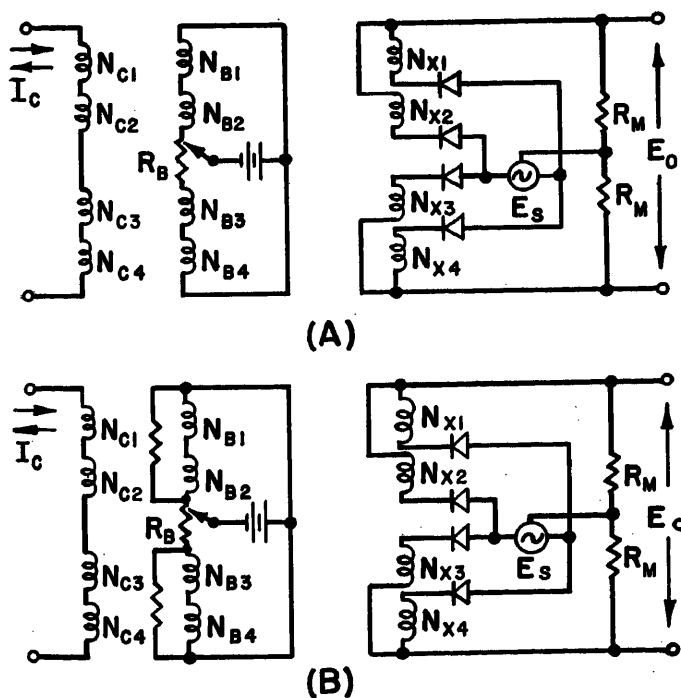 I_C
N_C1
N_C2
N_C3
N_C4
N_B1
N_B2
R_B
N_B3
N_B4
N_X1
N_X2
N_X3
N_X4
E_S
R_M
R_M
E_O
(A)
I_C
N_C1
N_C2
N_C3
N_C4
N_B1
N_B2
R_B
N_B3
N_B4
N_X1
N_X2
N_X3
N_X4
E_S
R_M
R_M
E_O
(B)